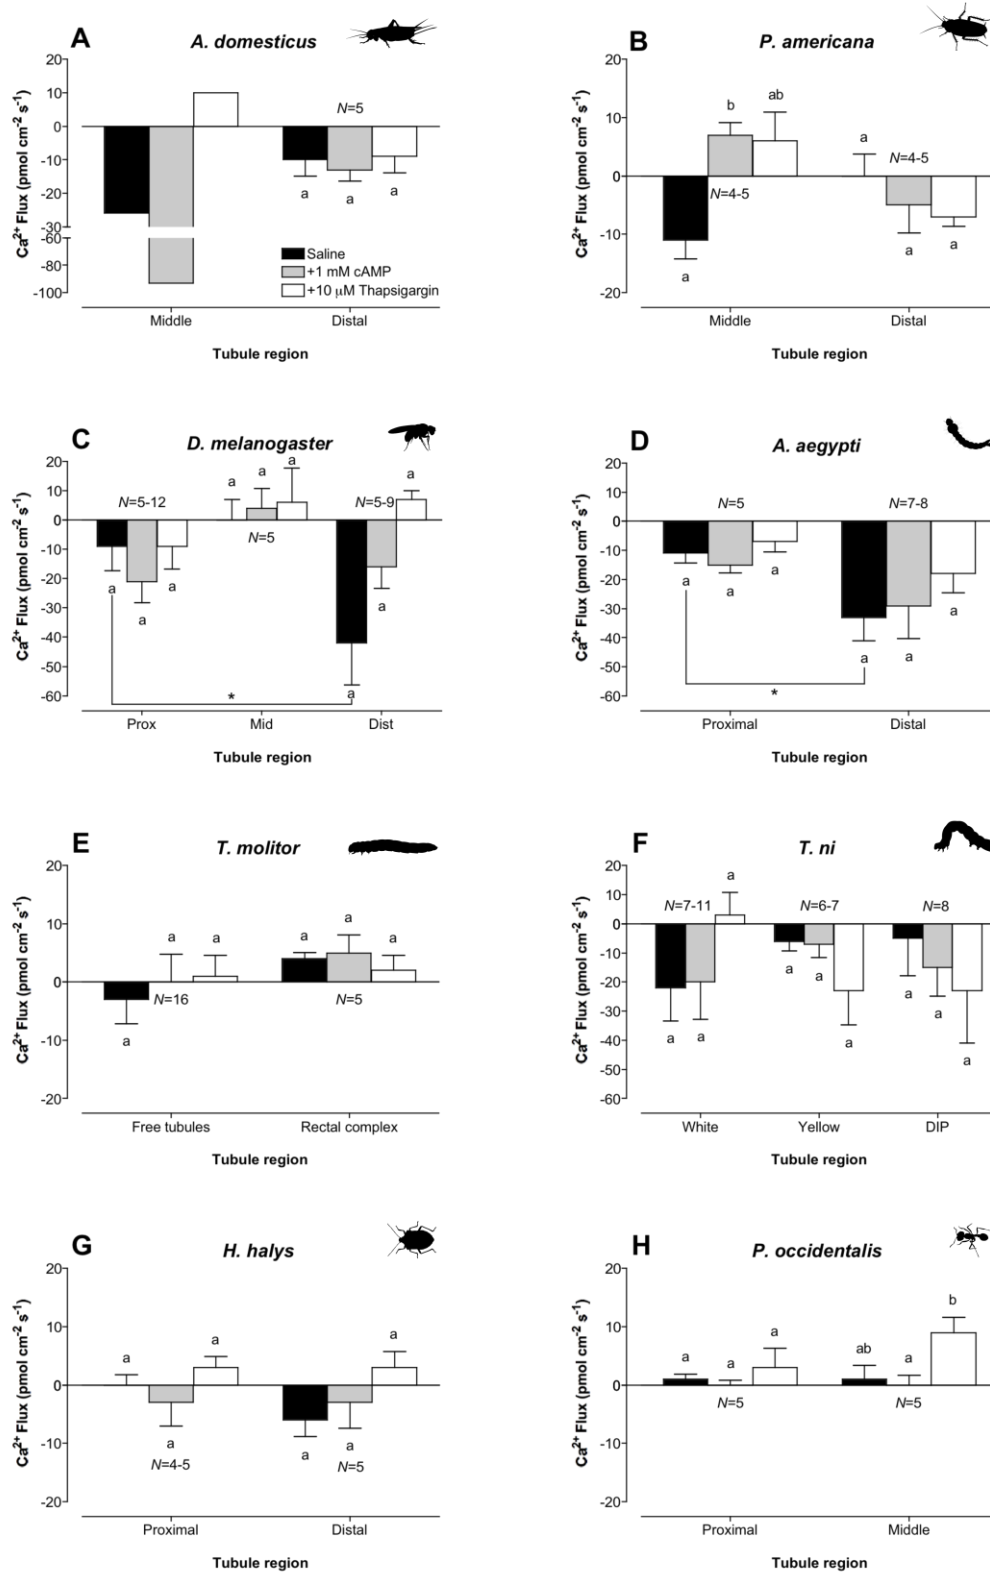 A
A. domesticus
Ca²⁺ Flux (pmol cm⁻² s⁻¹)
20
10
0
-10
-20
-30
-60
-80
-100
N=5
a
a
a
Saline
+1 mM cAMP
+10 µM Thapsigargin
Middle
Distal
Tubule region
B
P. americana
Ca²⁺ Flux (pmol cm⁻² s⁻¹)
20
10
0
-10
-20
b
ab
a
N=4-5
N=4-5
a
a
a
Middle
Distal
Tubule region
C
D. melanogaster
Ca²⁺ Flux (pmol cm⁻² s⁻¹)
20
10
0
-10
-20
-30
-40
-50
-60
N=5-12
a
a
a
N=5-9
a
N=5
a
a
a
a
a
*
Prox
Mid
Dist
Tubule region
D
A. aegypti
Ca²⁺ Flux (pmol cm⁻² s⁻¹)
20
10
0
-10
-20
-30
-40
-50
-60
N=5
N=7-8
a
a
a
a
a
a
*
Proximal
Distal
Tubule region
E
T. molitor
Ca²⁺ Flux (pmol cm⁻² s⁻¹)
20
10
0
-10
-20
a
a
a
a
a
N=16
N=5
a
Free tubules
Rectal complex
Tubule region
F
T. ni
Ca²⁺ Flux (pmol cm⁻² s⁻¹)
20
10
0
-10
-20
-30
-40
-50
-60
N=7-11
a
N=6-7
N=8
a
a
a
a
a
a
a
a
White
Yellow
DIP
Tubule region
G
H. halys
Ca²⁺ Flux (pmol cm⁻² s⁻¹)
20
10
0
-10
-20
a
a
a
a
a
a
N=4-5
N=5
Proximal
Distal
Tubule region
H
P. occidentalis
Ca²⁺ Flux (pmol cm⁻² s⁻¹)
20
10
0
-10
-20
a
a
a
ab
a
b
N=5
N=5
Proximal
Middle
Tubule region